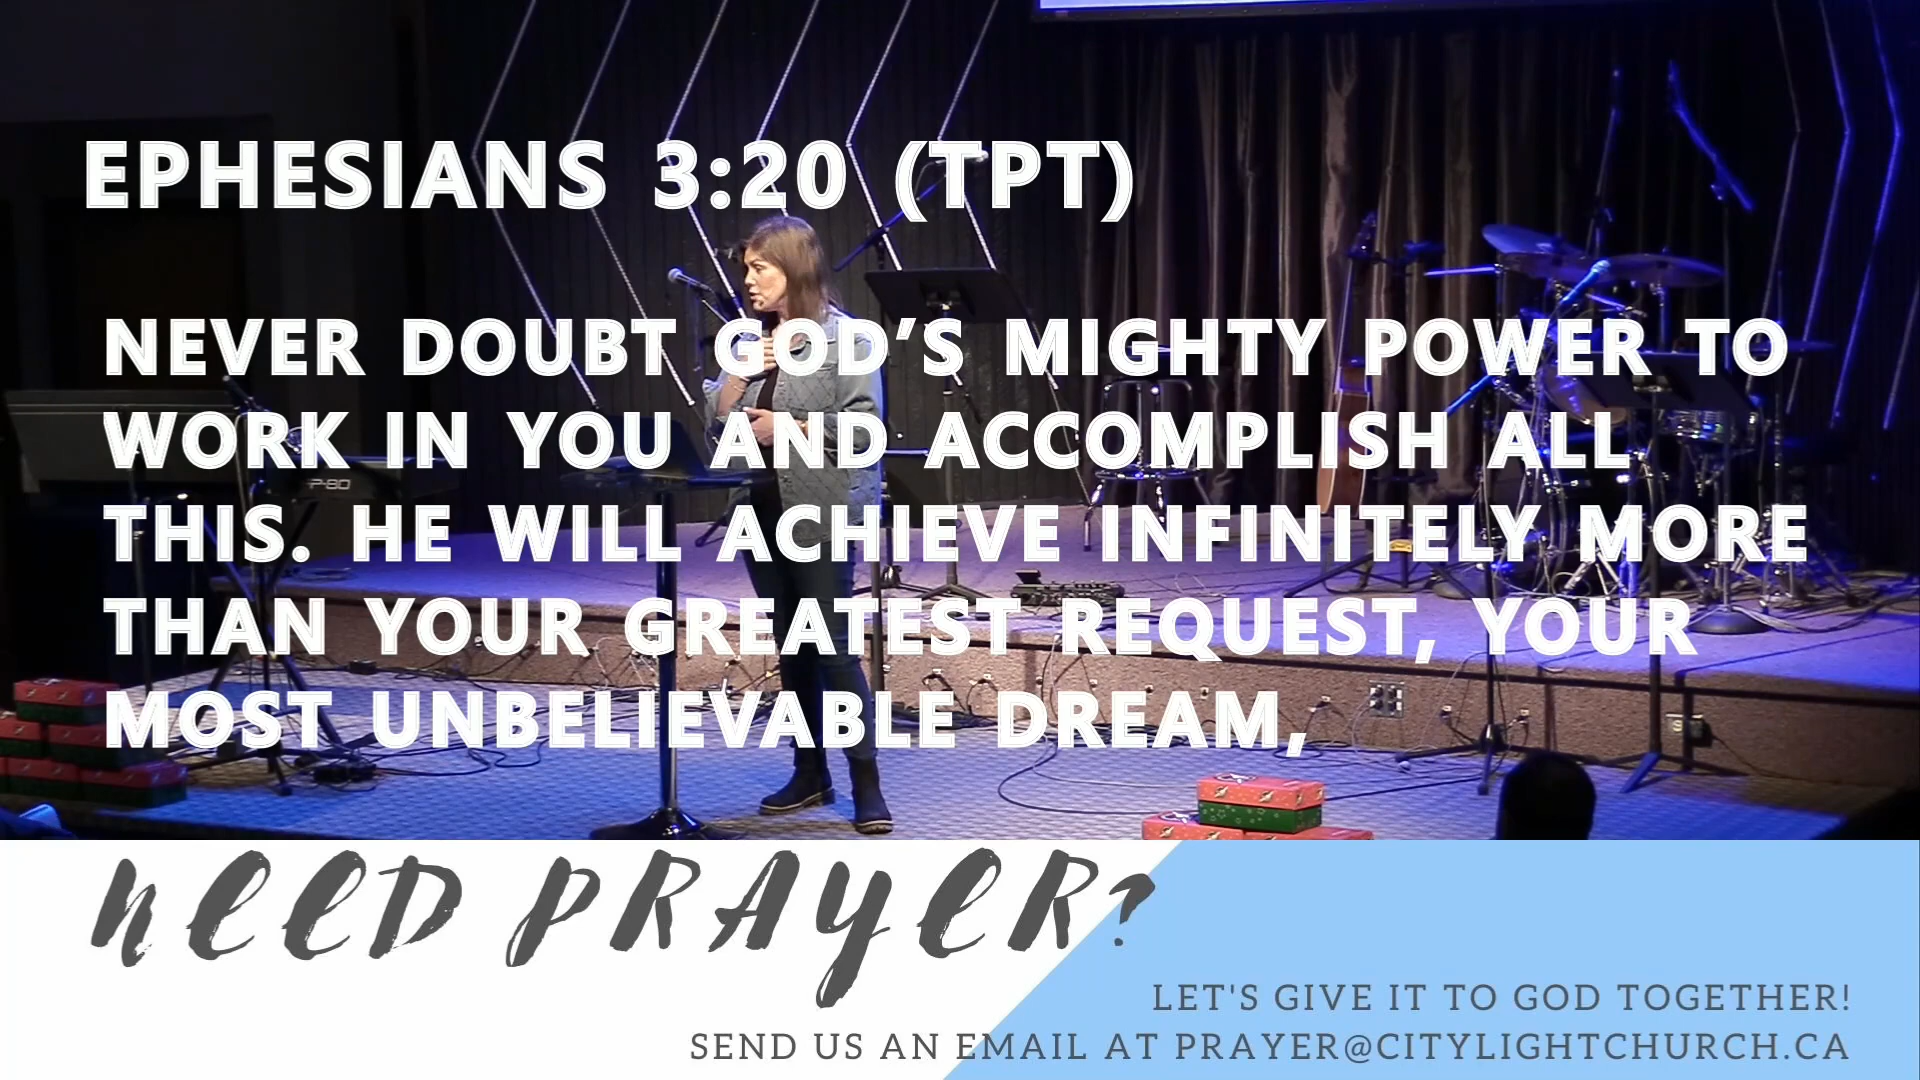 EPHESIANS 3:20 (TPT)
NEVER DOUBT GOD’S MIGHTY POWER TO
WORK IN YOU AND ACCOMPLISH ALL
THIS. HE WILL ACHIEVE INFINITELY MORE
THAN YOUR GREATEST REQUEST, YOUR
MOST UNBELIEVABLE DREAM,
P-80
NEED PRAYER?
LET'S GIVE IT TO GOD TOGETHER!
SEND US AN EMAIL AT PRAYER@CITYLIGHTCHURCH.CA